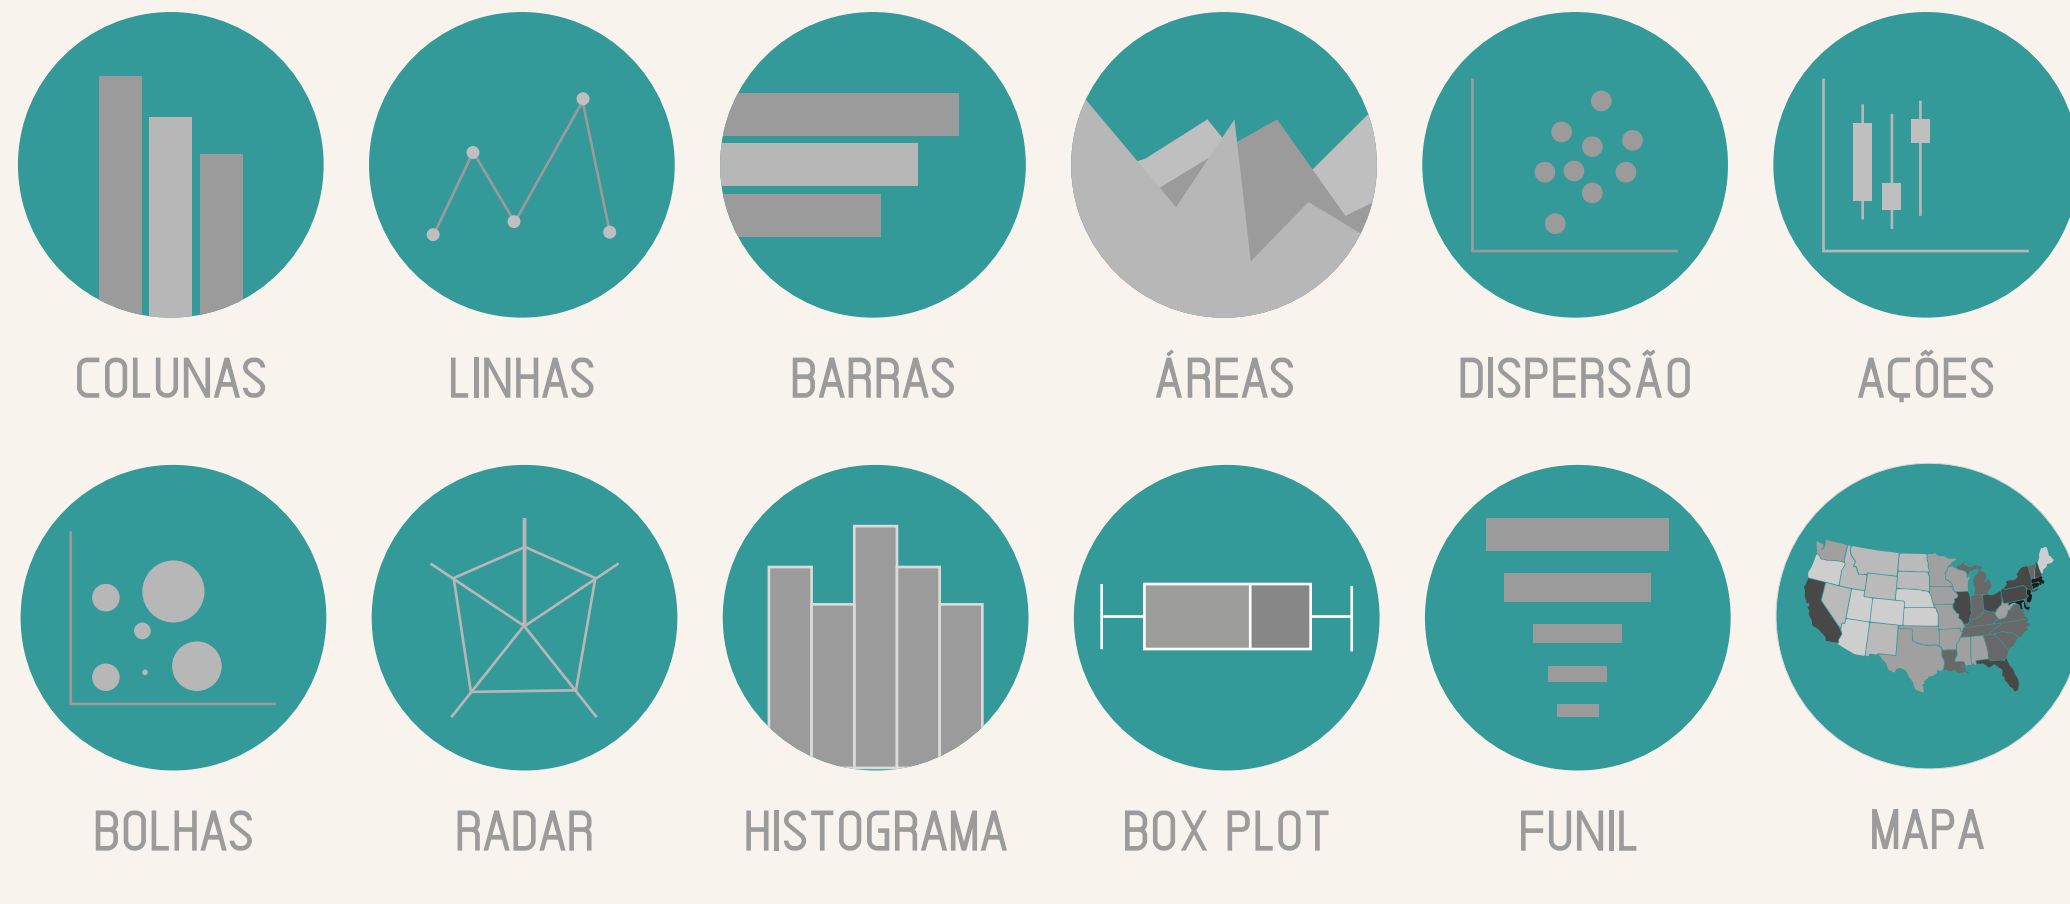 COLUNAS LINHAS BARRAS ÁREAS DISPERSÃO AÇÕES
BOLHAS RADAR HISTOGRAMA BOX PLOT FUNIL MAPA